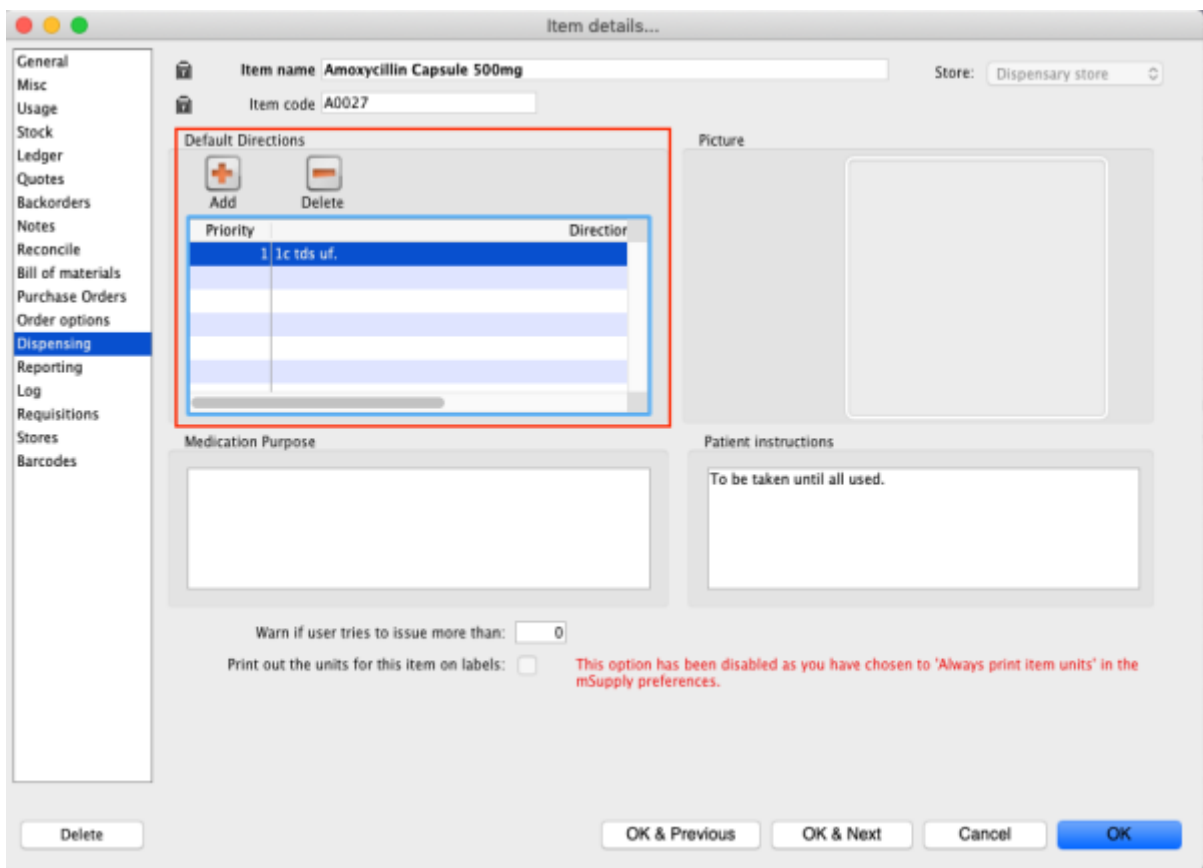 Item details...
General
Misc
Usage
Stock
Ledger
Quotes
Backorders
Notes
Reconcile
Bill of materials
Purchase Orders
Order options
Dispensing
Reporting
Log
Requisitions
Stores
Barcodes
Item name Amoxycillin Capsule 500mg
Store: Dispensary store
Item code A0027
Default Directions
Add Delete
Priority Direction
1 1c tds uf.
Picture
Medication Purpose
Patient instructions
To be taken until all used.
Warn if user tries to issue more than: 0
Print out the units for this item on labels:
This option has been disabled as you have chosen to 'Always print item units' in the
mSupply preferences.
Delete OK & Previous OK & Next Cancel OK